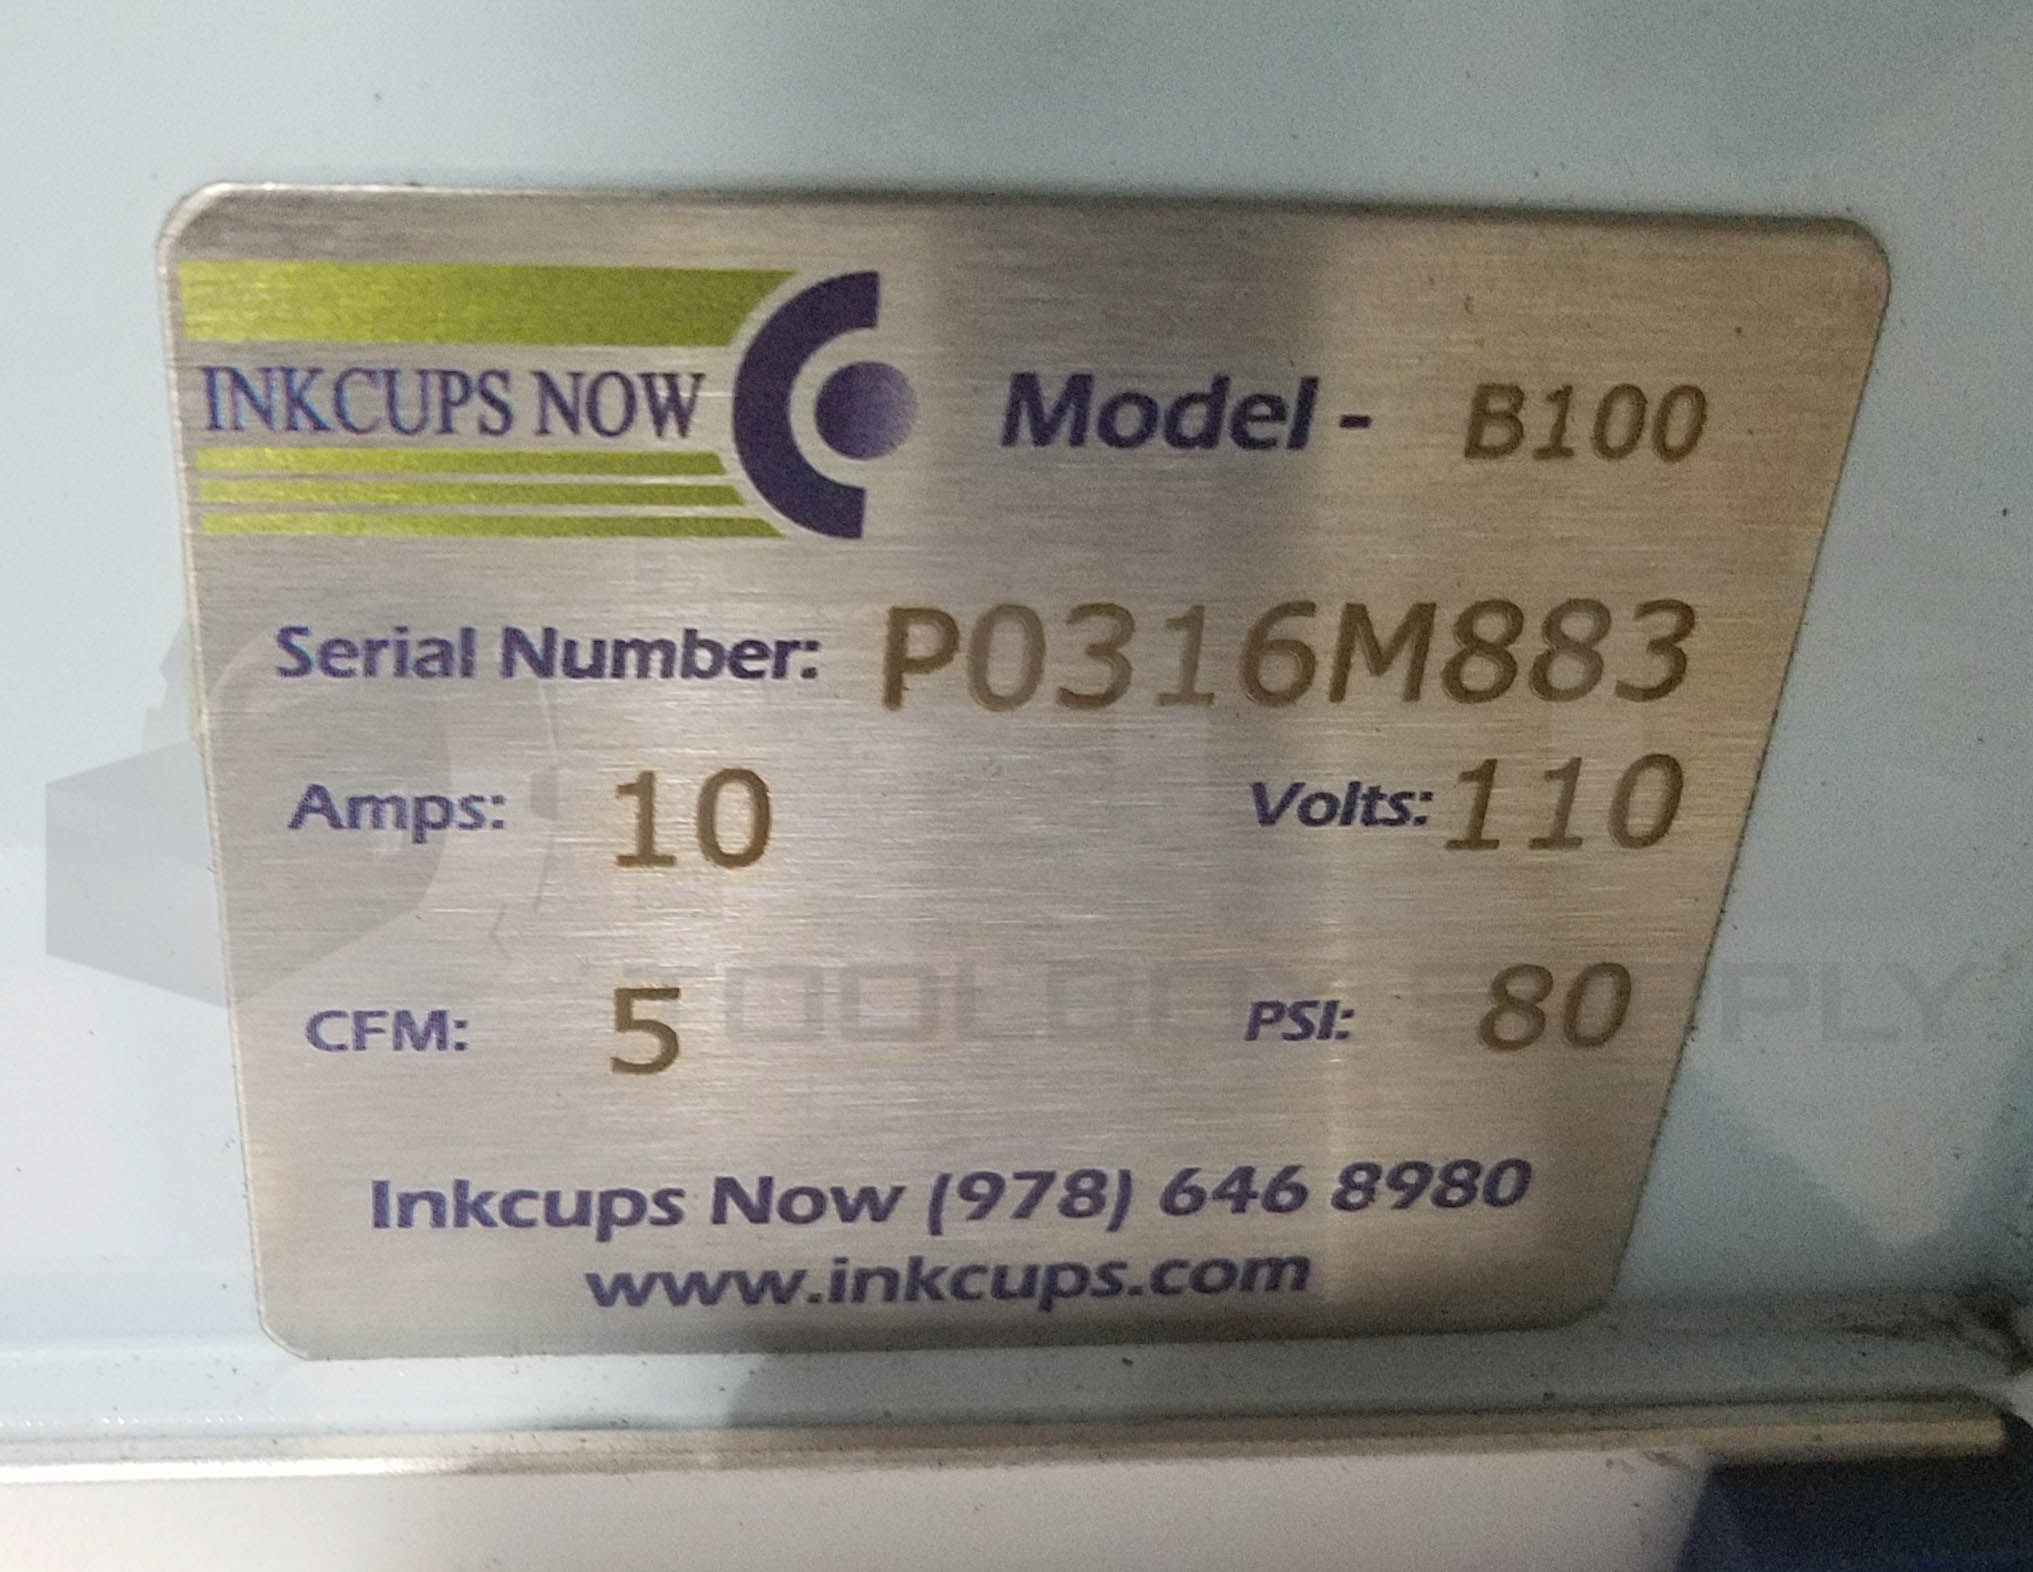 INKCUPS NOW
Model - B100
Serial Number: P0316M883
Amps: 10 Volts: 110
CFM: 5 PSI: 80
Inkcups Now (978) 646 8980
www.inkcups.com